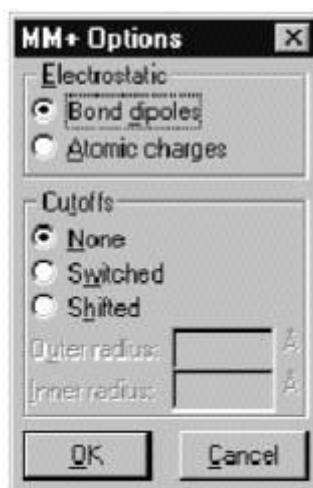 MM+ Options
Electrostatic
Bond dipoles
Atomic charges
Cutoffs
None
Switched
Shifted
Outer radius: Å
Inner radius: Å
OK Cancel